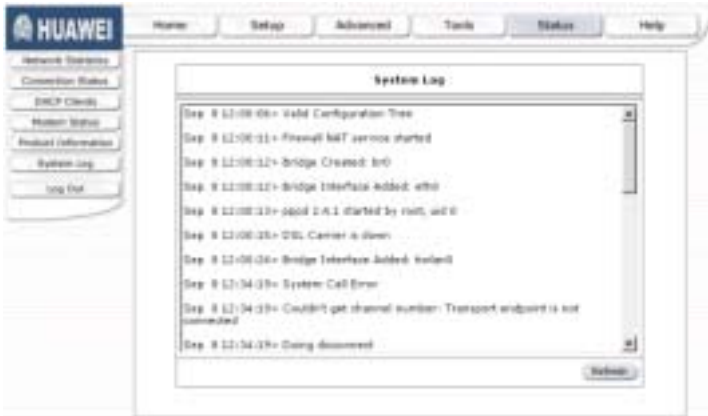 HUAWEI
Home
Setup
Advanced
Tools
Status
Help
Network Statistics
Connection Status
DHCP Clients
Modem Status
Product Information
System Log
Log Out
System Log
Sep 8 12:00:06> Valid Configuration Tree
Sep 8 12:00:11> Firewall NAT service started
Sep 8 12:00:12> Bridge Created: br0
Sep 8 12:00:12> Bridge Interface Added: eth0
Sep 8 12:00:13> pppd 2.4.1 started by root, uid 0
Sep 8 12:00:25> DSL Carrier is down
Sep 8 12:00:26> Bridge Interface Added:
Sep 8 12:34:19> System Call Error
Sep 8 12:34:19> Couldn't get channel number: Transport endpoint is not
connected
Sep 8 12:34:19> Doing disconnect
Refresh